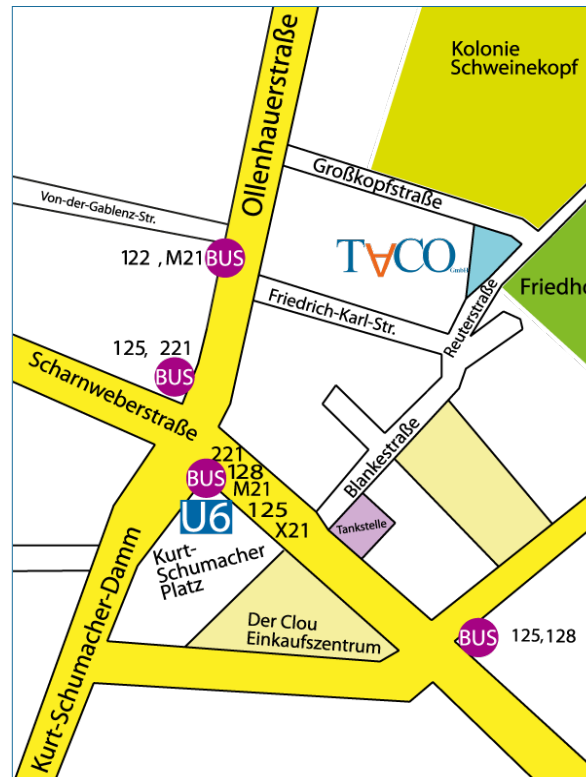 Kolonie
Schweinekopf
Ollenhauerstraße
Großkopfstraße
Von-der-Gablenz-Str.
TACO
GmbH
122 , M21
BUS
Friedho
Reuterstraße
Friedrich-Karl-Str.
125, 221
BUS
Scharnweberstraße
221
128
BUS
M21
125
X21
U6
Blankestraße
Tankstelle
Kurt-
Schumacher
Platz
Der Clou
Einkaufszentrum
BUS
125,128
Kurt-Schumacher-Damm